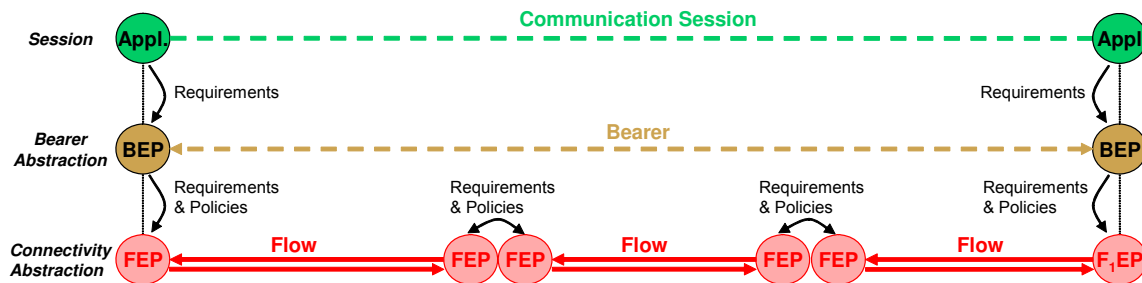 Communication Session
Session
Appl.
Appl
Requirements
Requirements
Bearer
Abstraction
BEP
Bearer
BEP
Requirements
& Policies
Requirements
& Policies
Requirements
& Policies
Requirements
& Policies
Connectivity
Abstraction
FEP
Flow
FEP
FEP
Flow
FEP
FEP
Flow
F₁EP